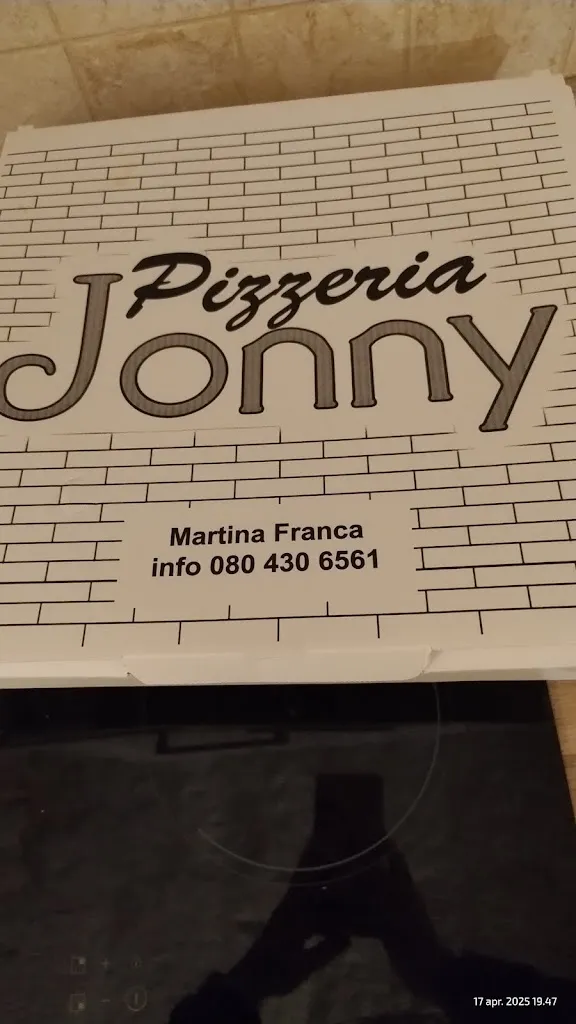 Pizzeria
Jonny
Martina Franca
info 080 430 6561
17 apr. 2025 19.47